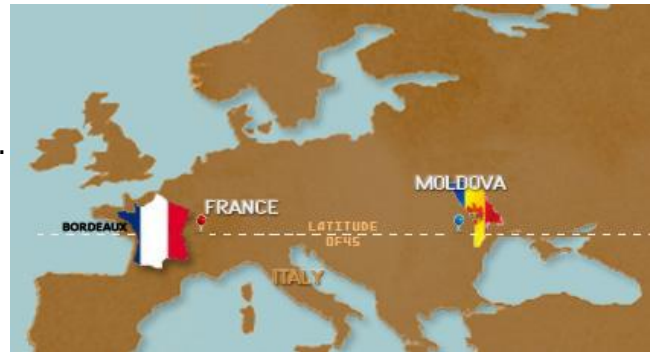 MOLDOVA
FRANCE
BORDEAUX
LATITUDE
OF45
ITALY